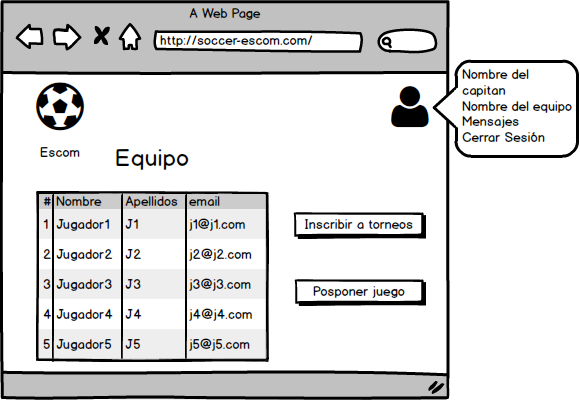 A Web Page
http://soccer-escom.com/
Nombre del
capitan
Nombre del equipo
Mensajes
Cerrar Sesión
Escom
Equipo
# Nombre Apellidos email
1 Jugador1 J1 j1@j1.com
2 Jugador2 J2 j2@j2.com
3 Jugador3 J3 j3@j3.com
4 Jugador4 J4 j4@j4.com
5 Jugador5 J5 j5@j5.com
Inscribir a torneos
Posponer juego